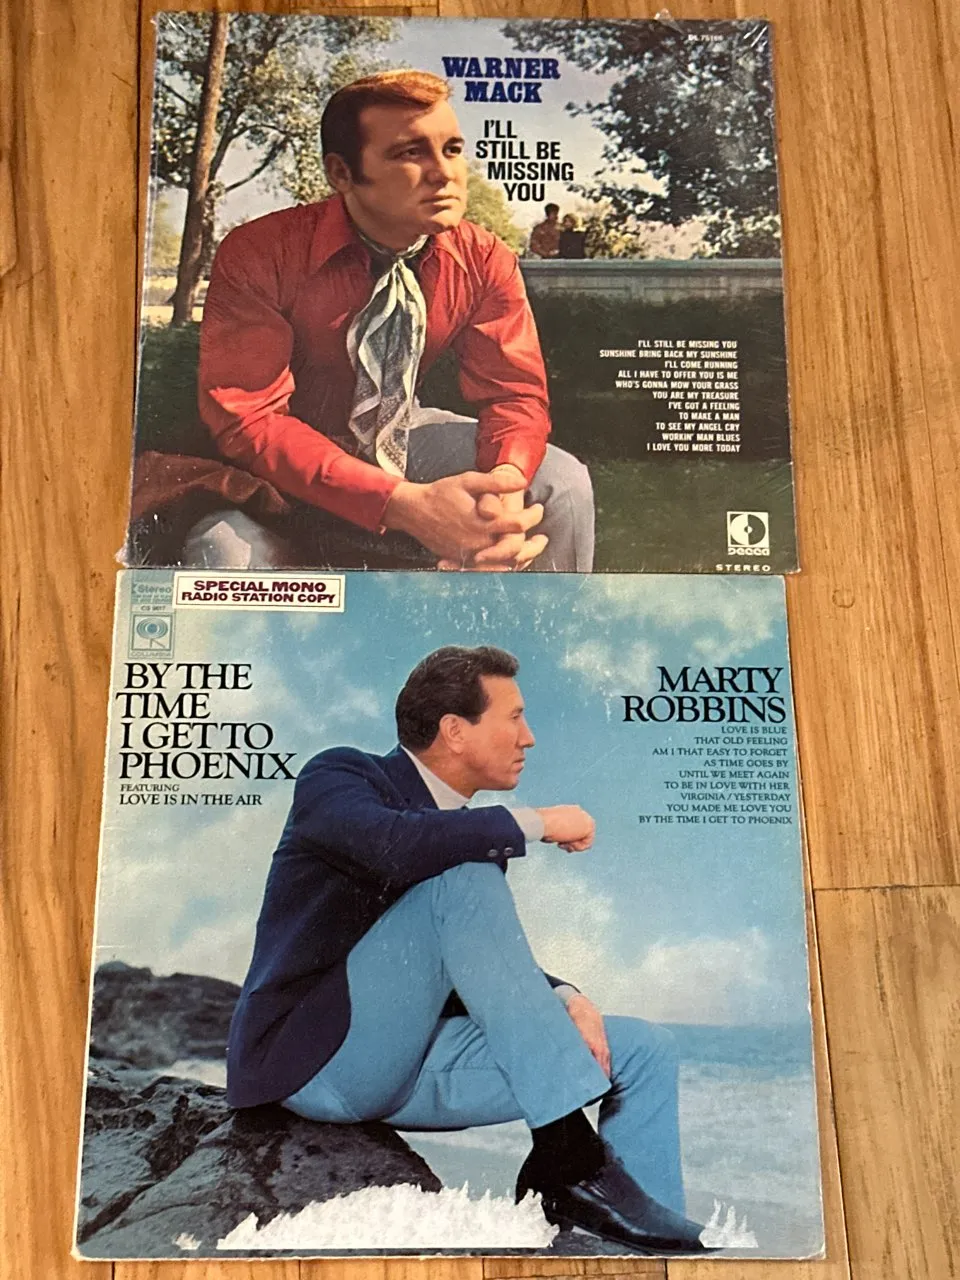 DL 75165
WARNER
MACK
I'LL
STILL BE
MISSING
YOU
I'LL STILL BE MISSING YOU
SUNSHINE BRING BACK MY SUNSHINE
I'LL COME RUNNING
ALL I HAVE TO OFFER YOU IS ME
WHO'S GONNA MOW YOUR GRASS
YOU ARE MY TREASURE
I'VE GOT A FEELING
TO MAKE A MAN
TO SEE MY ANGEL CRY
WORKIN' MAN BLUES
I LOVE YOU MORE TODAY
DECCA
STEREO
Stereo
CS 9617
COLUMBIA
SPECIAL MONO
RADIO STATION COPY
BY THE
TIME
I GET TO
PHOENIX
FEATURING
LOVE IS IN THE AIR
MARTY
ROBBINS
LOVE IS BLUE
THAT OLD FEELING
AM I THAT EASY TO FORGET
AS TIME GOES BY
UNTIL WE MEET AGAIN
TO BE IN LOVE WITH HER
VIRGINIA / YESTERDAY
YOU MADE ME LOVE YOU
BY THE TIME I GET TO PHOENIX